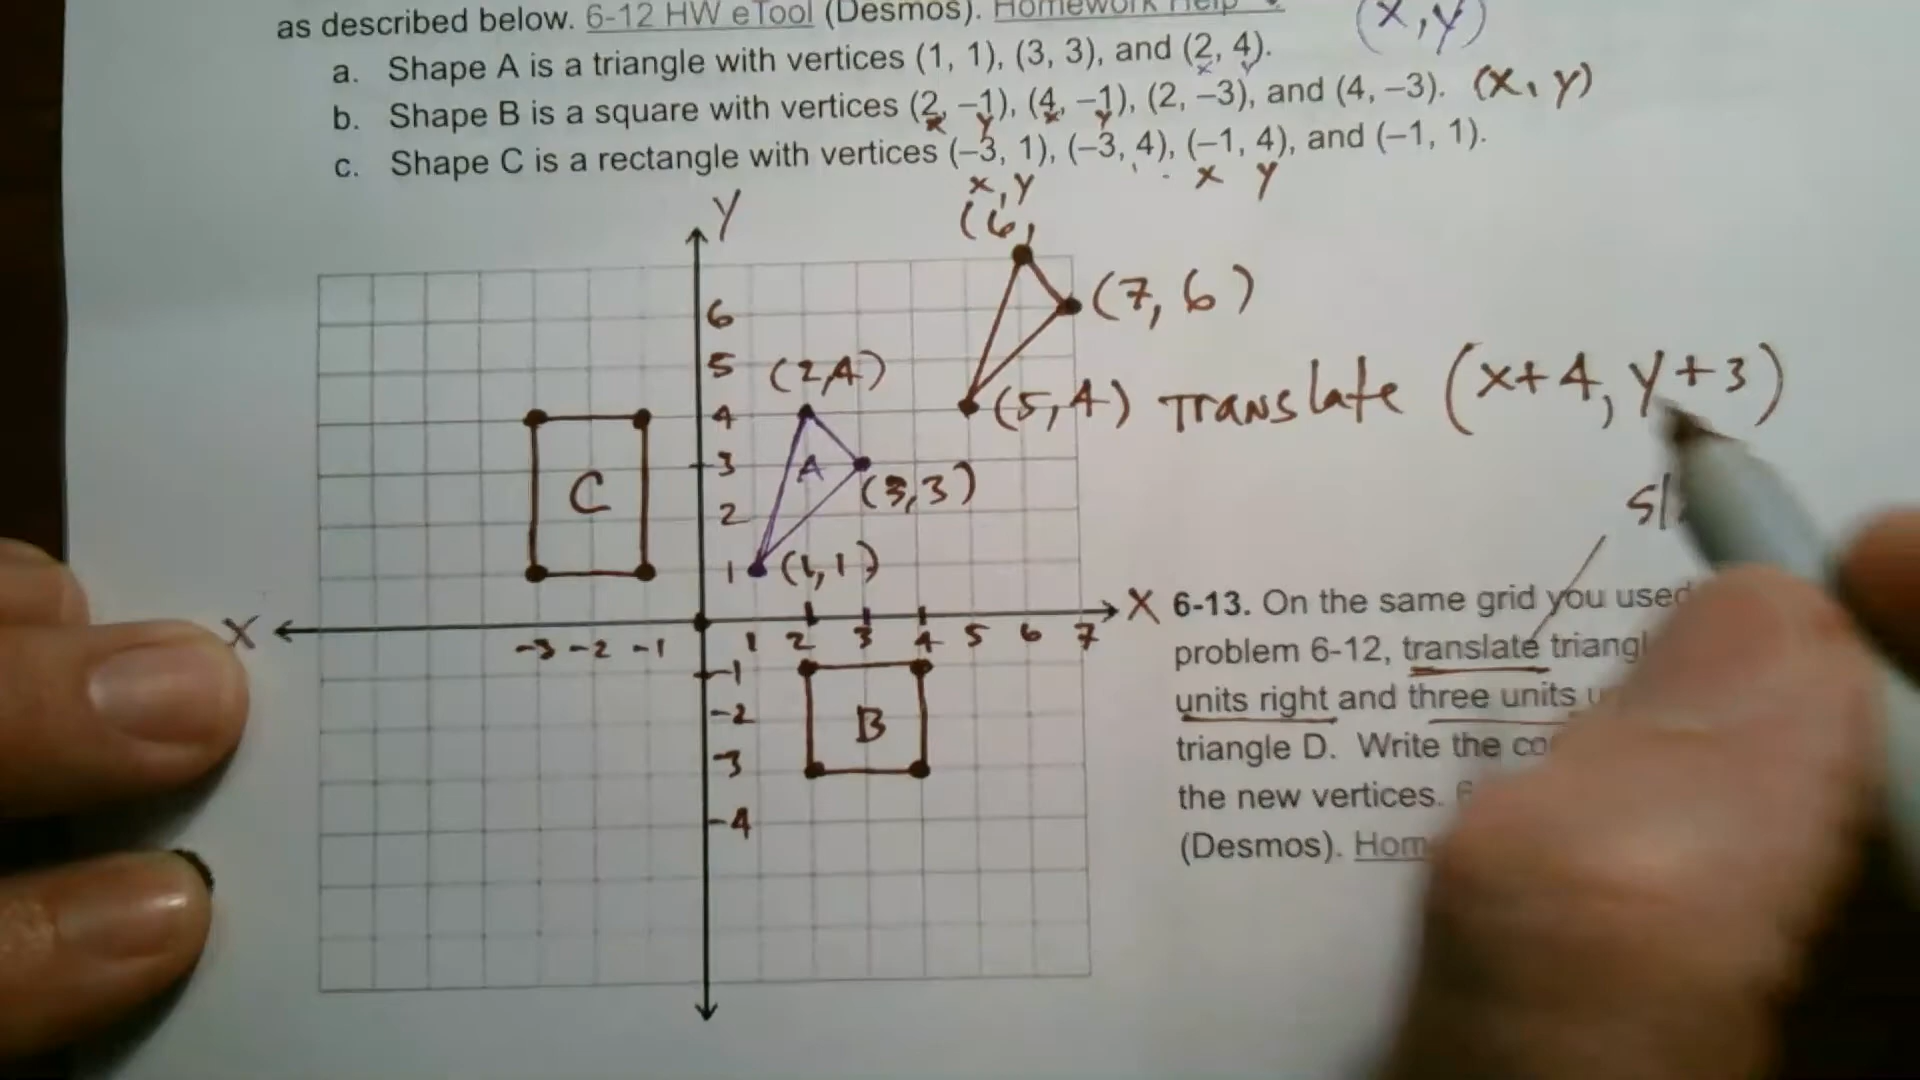 as described below. 6-12 HW eTool (Desmos). Homework Help
(x, y)
a. Shape A is a triangle with vertices (1, 1), (3, 3), and (2, 4).
x y
b. Shape B is a square with vertices (2, –1), (4, –1), (2, –3), and (4, –3). (x, y)
x y x y
c. Shape C is a rectangle with vertices (–3, 1), (–3, 4), (–1, 4), and (–1, 1).
x, y x y
Y
(6,
(7, 6)
6
5 (2,4)
4 (5,4) Translate (x+4, y+3)
3 A (3,3)
C
2
1 (1,1)
X X
-3 -2 -1 1 2 3 4 5 6 7
-1
-2 B
-3
-4
6-13. On the same grid you used
problem 6-12, translate
units right and three units
triangle D. Write the
the new vertices.
(Desmos).